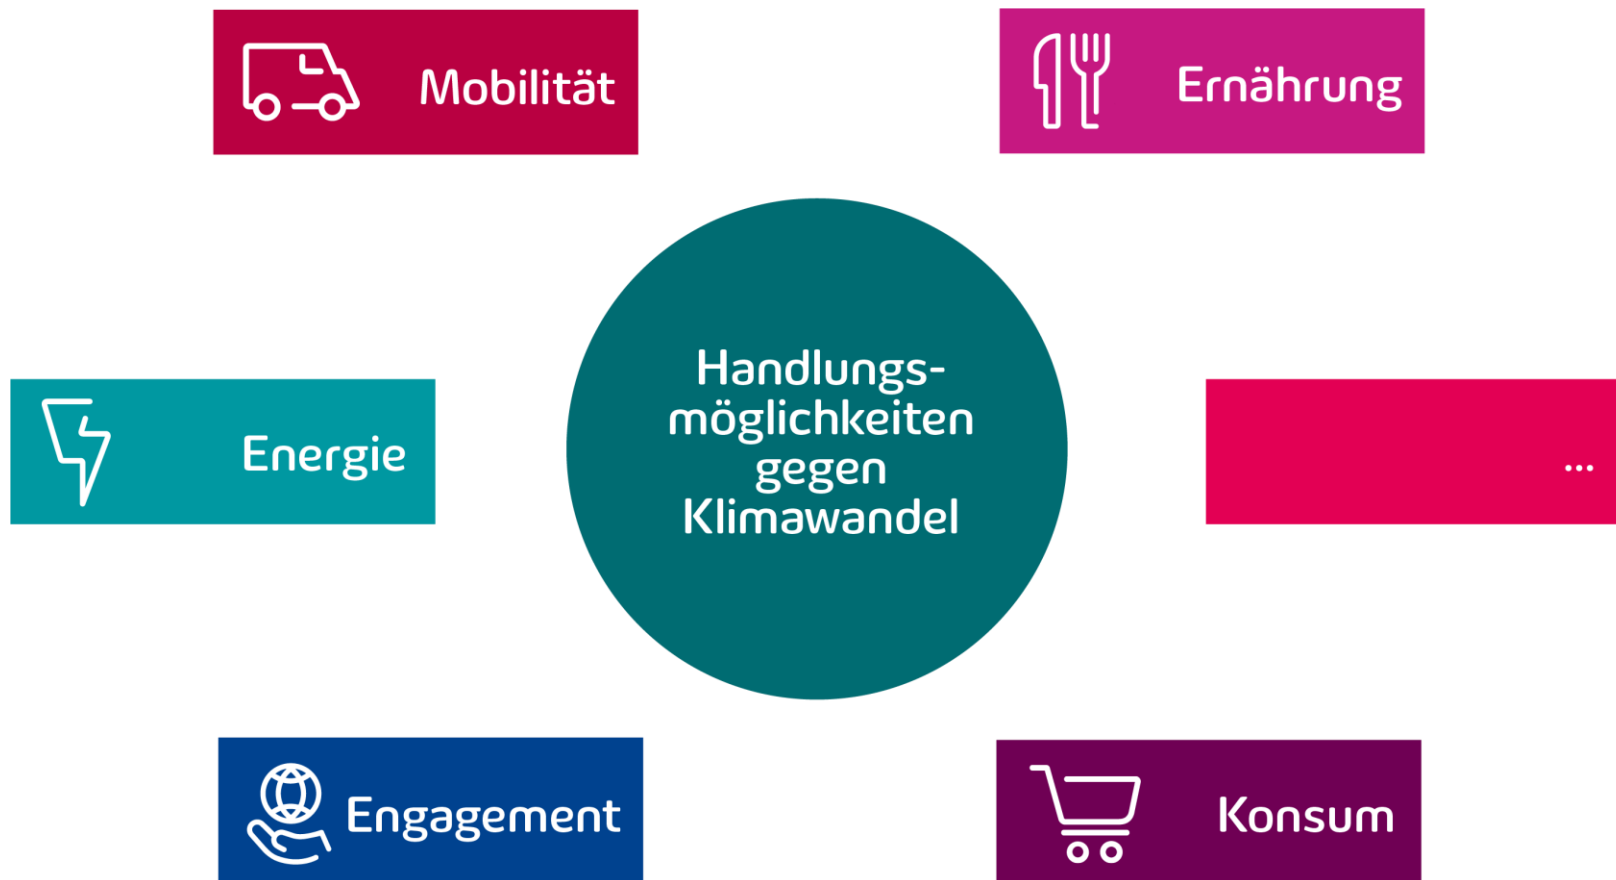 Mobilität
Ernährung
Handlungs-
möglichkeiten
gegen
Klimawandel
Energie
...
Engagement
Konsum